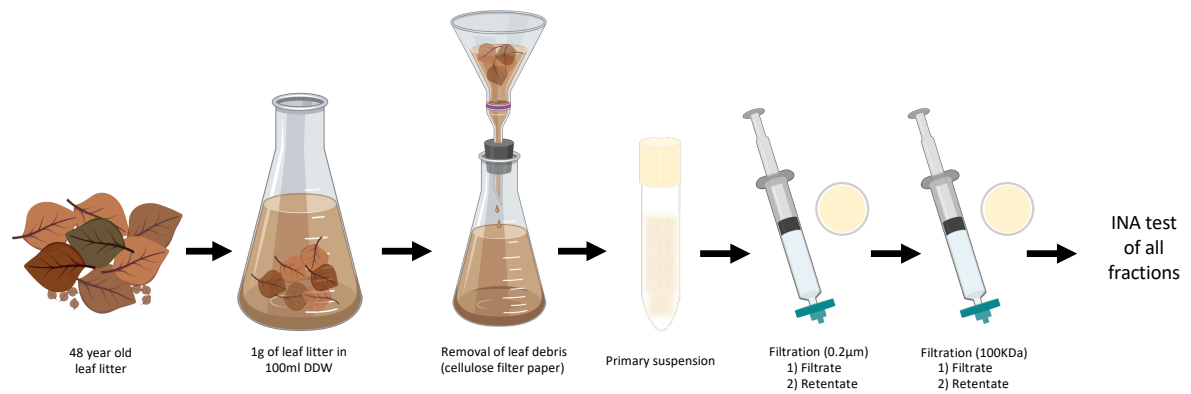 48 year old
leaf litter
1g of leaf litter in
100ml DDW
Removal of leaf debris
(cellulose filter paper)
Primary suspension
Filtration (0.2µm)
1) Filtrate
2) Retentate
Filtration (100KDa)
1) Filtrate
2) Retentate
INA test
of all
fractions